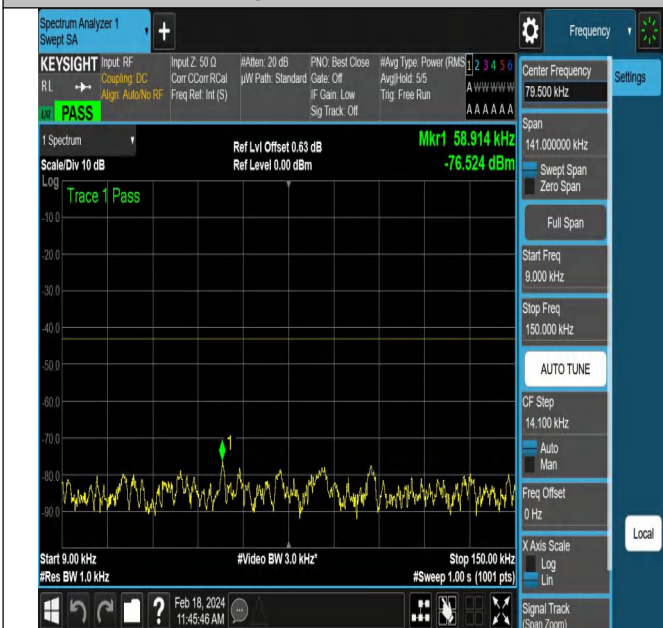 Spectrum Analyzer 1
Swept SA
+
Frequency
KEYSIGHT
RL
LXI
PASS
Input: RF
Coupling: DC
Align: Auto/No RF
Input Z: 50 Ω
Corr CCorr RCal
Freq Ref: Int (S)
#Atten: 20 dB
µW Path: Standard
PNO: Best Close
Gate: Off
IF Gain: Low
Sig Track: Off
#Avg Type: Power (RMS
Avg|Hold: 5/5
Trig: Free Run
1 2 3 4 5 6
A W W W W W
A A A A A A
1 Spectrum
Scale/Div 10 dB
Ref Lvl Offset 0.63 dB
Ref Level 0.00 dBm
Mkr1 58.914 kHz
-76.524 dBm
Log
Trace 1 Pass
-10.0
-20.0
-30.0
-40.0
-50.0
-60.0
-70.0
-80.0
-90.0
1
Start 9.00 kHz
#Res BW 1.0 kHz
#Video BW 3.0 kHz*
Stop 150.00 kHz
#Sweep 1.00 s (1001 pts)
Feb 18, 2024
11:45:46 AM
?
Center Frequency
79.500 kHz
Settings
Span
141.000000 kHz
Swept Span
Zero Span
Full Span
Start Freq
9.000 kHz
Stop Freq
150.000 kHz
AUTO TUNE
CF Step
14.100 kHz
Auto
Man
Freq Offset
0 Hz
X Axis Scale
Log
Lin
Local
Signal Track
(Span Zoom)